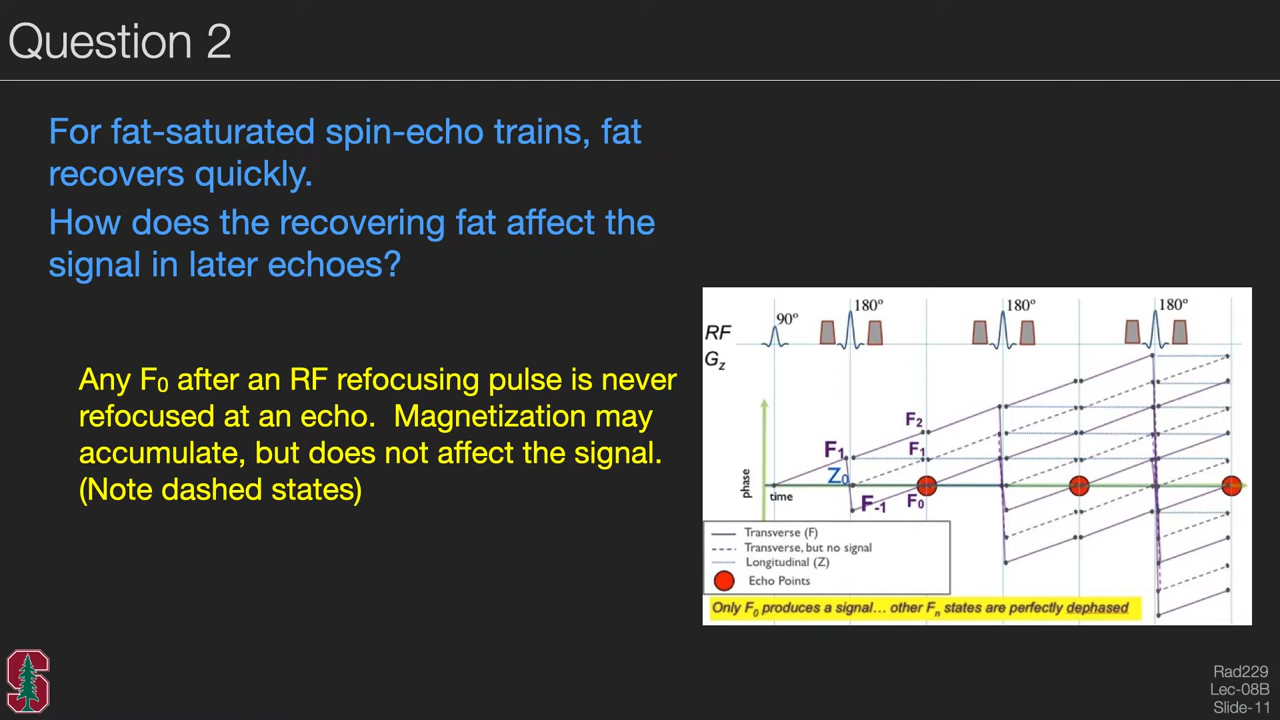 Question 2
For fat-saturated spin-echo trains, fat
recovers quickly.
How does the recovering fat affect the
signal in later echoes?
Any F₀ after an RF refocusing pulse is never
refocused at an echo. Magnetization may
accumulate, but does not affect the signal.
(Note dashed states)
90º
180º
180º
180º
RF
Gz
phase
time
F₁
Z₀
F₋₁
F₂
F₁
F₀
Transverse (F)
Transverse, but no signal
Longitudinal (Z)
Echo Points
Only F₀ produces a signal... other Fₙ states are perfectly dephased
Rad229
Lec-08B
Slide-11